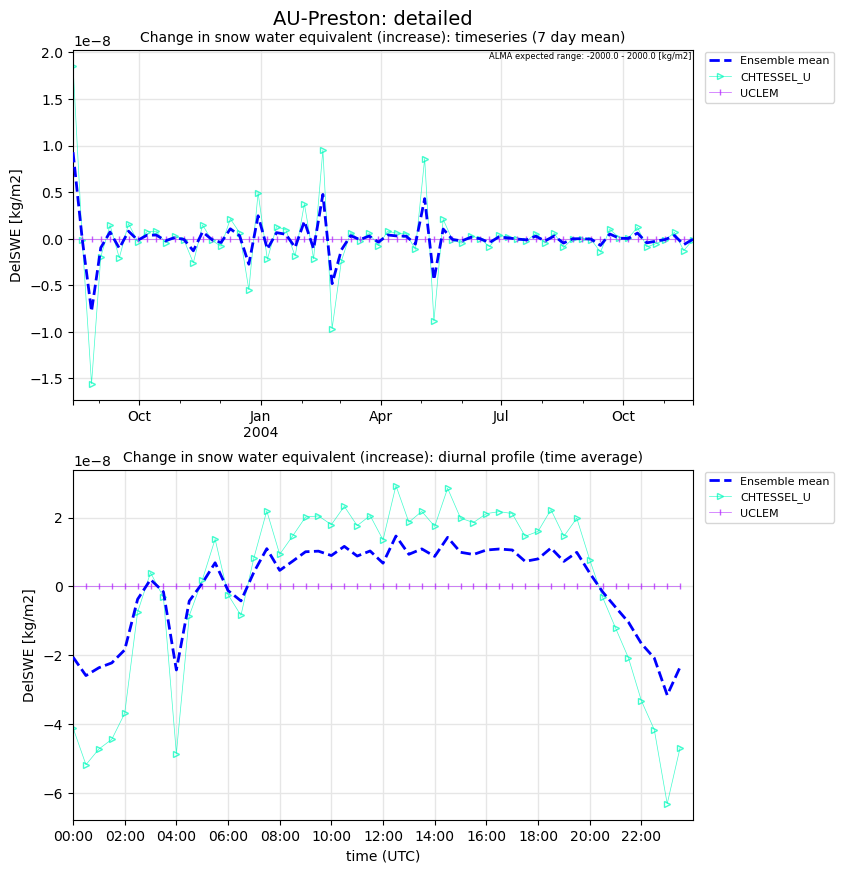 AU-Preston: detailed
Change in snow water equivalent (increase): timeseries (7 day mean)
1e−8
ALMA expected range: -2000.0 - 2000.0 [kg/m2]
Ensemble mean
CHTESSEL_U
UCLEM
DelSWE [kg/m2]
2.0
1.5
1.0
0.5
0.0
−0.5
−1.0
−1.5
Oct
Jan
2004
Apr
Jul
Oct
Change in snow water equivalent (increase): diurnal profile (time average)
1e−8
Ensemble mean
CHTESSEL_U
UCLEM
DelSWE [kg/m2]
2
0
−2
−4
−6
00:00 02:00 04:00 06:00 08:00 10:00 12:00 14:00 16:00 18:00 20:00 22:00
time (UTC)